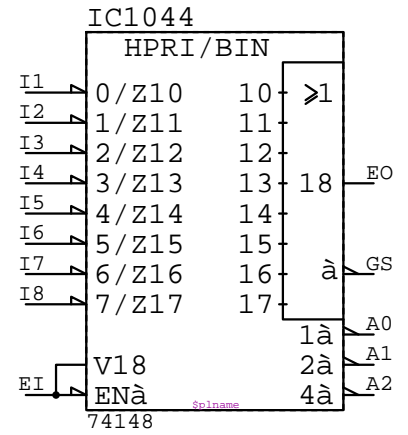 IC1044
HPRI/BIN
I1 0/Z10 10 ⩾1
I2 1/Z11 11
I3 2/Z12 12
I4 3/Z13 13 18 EO
I5 4/Z14 14
I6 5/Z15 15
I7 6/Z16 16 à GS
I8 7/Z17 17
1à A0
V18 2à A1
EI ENà $plname 4à A2
74148